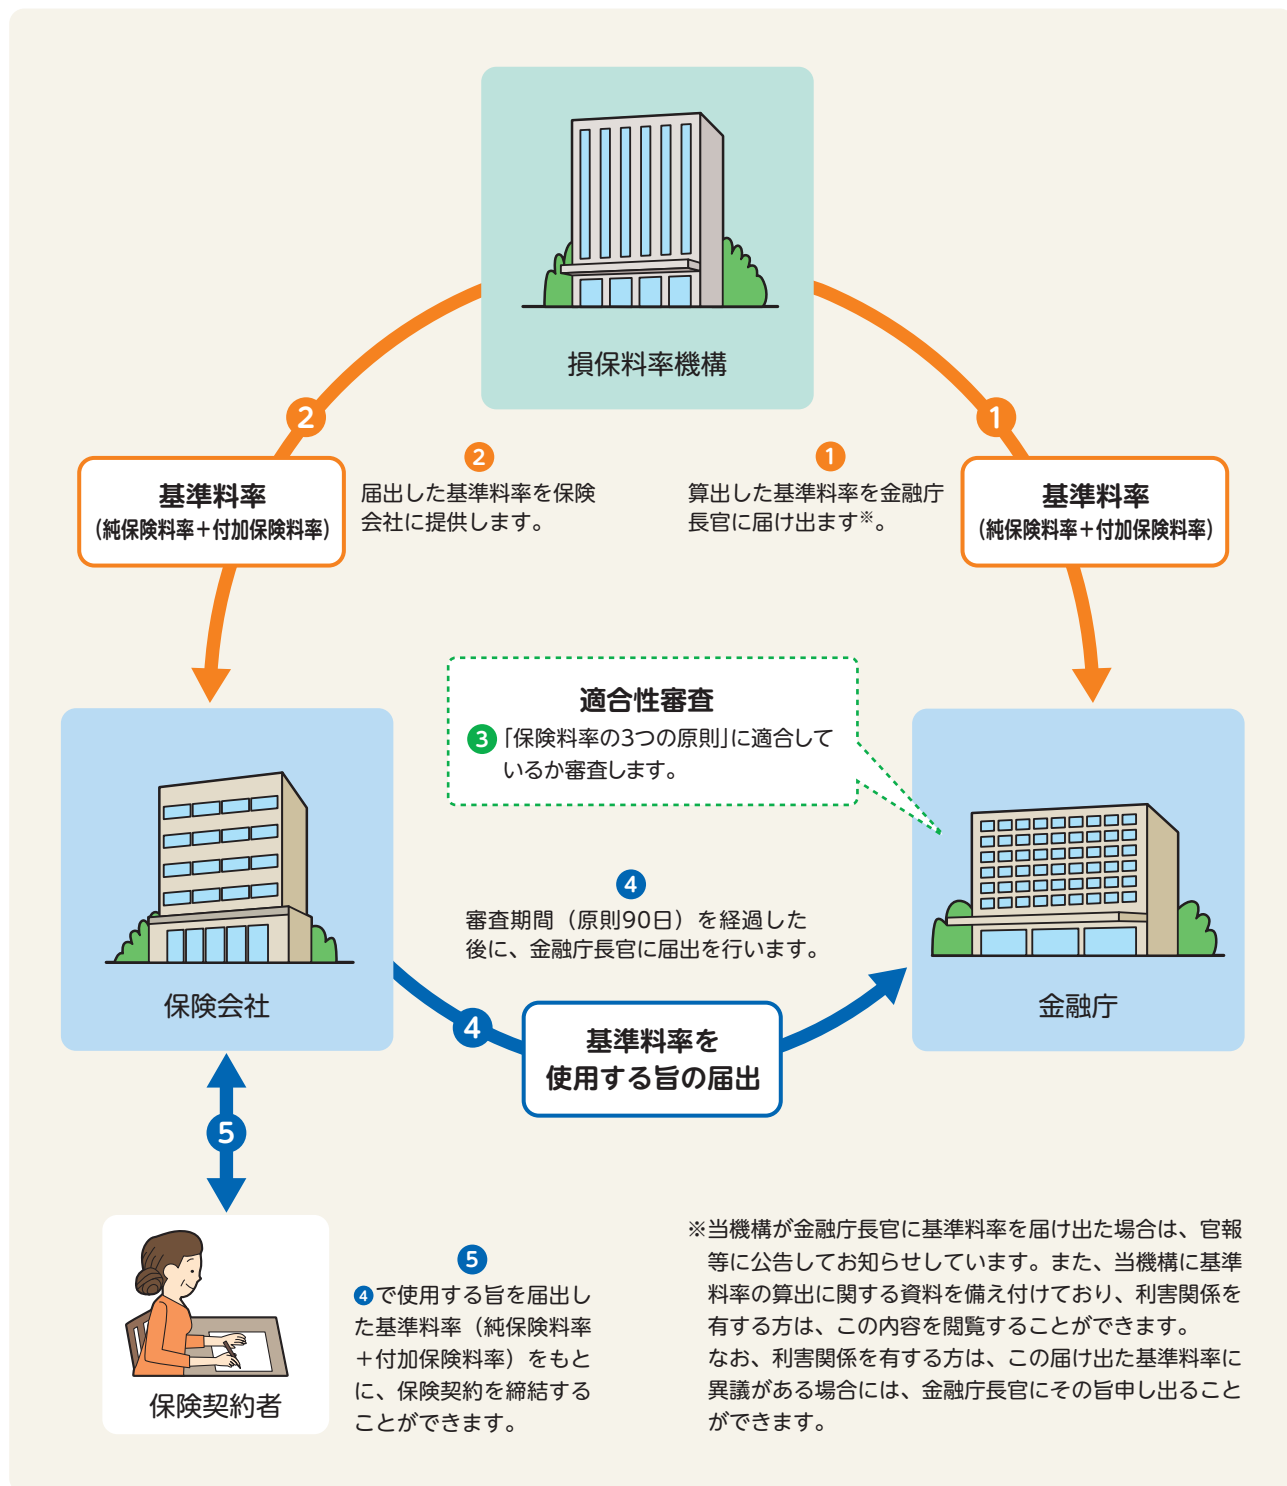 損保料率機構
2
1
基準料率
(純保険料率+付加保険料率)
2
届出した基準料率を保険
会社に提供します。
1
算出した基準料率を金融庁
長官に届け出ます※。
基準料率
(純保険料率+付加保険料率)
適合性審査
3 「保険料率の3つの原則」に適合して
いるか審査します。
保険会社
金融庁
4
審査期間（原則90日）を経過した
後に、金融庁長官に届出を行います。
4
基準料率を
使用する旨の届出
5
保険契約者
5
4で使用する旨を届出し
た基準料率（純保険料率
＋付加保険料率）をもと
に、保険契約を締結する
ことができます。
※当機構が金融庁長官に基準料率を届け出た場合は、官報
等に公告してお知らせしています。また、当機構に基準
料率の算出に関する資料を備え付けており、利害関係を
有する方は、この内容を閲覧することができます。
なお、利害関係を有する方は、この届け出た基準料率に
異議がある場合には、金融庁長官にその旨申し出ること
ができます。